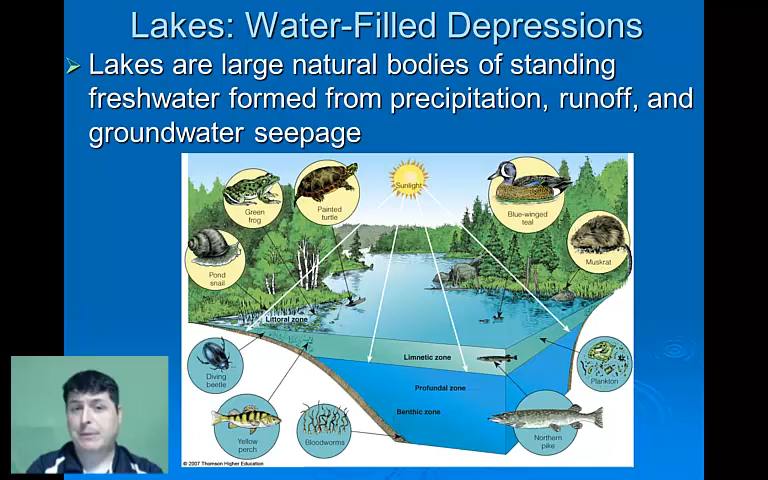 Lakes: Water-Filled Depressions
Lakes are large natural bodies of standing
freshwater formed from precipitation, runoff, and
groundwater seepage
Sunlight
Green
frog
Painted
turtle
Blue-winged
teal
Muskrat
Pond
snail
Littoral zone
Limnetic zone
Profundal zone
Benthic zone
Diving
beetle
Plankton
Yellow
perch
Bloodworms
Northern
pike
© 2007 Thomson Higher Education